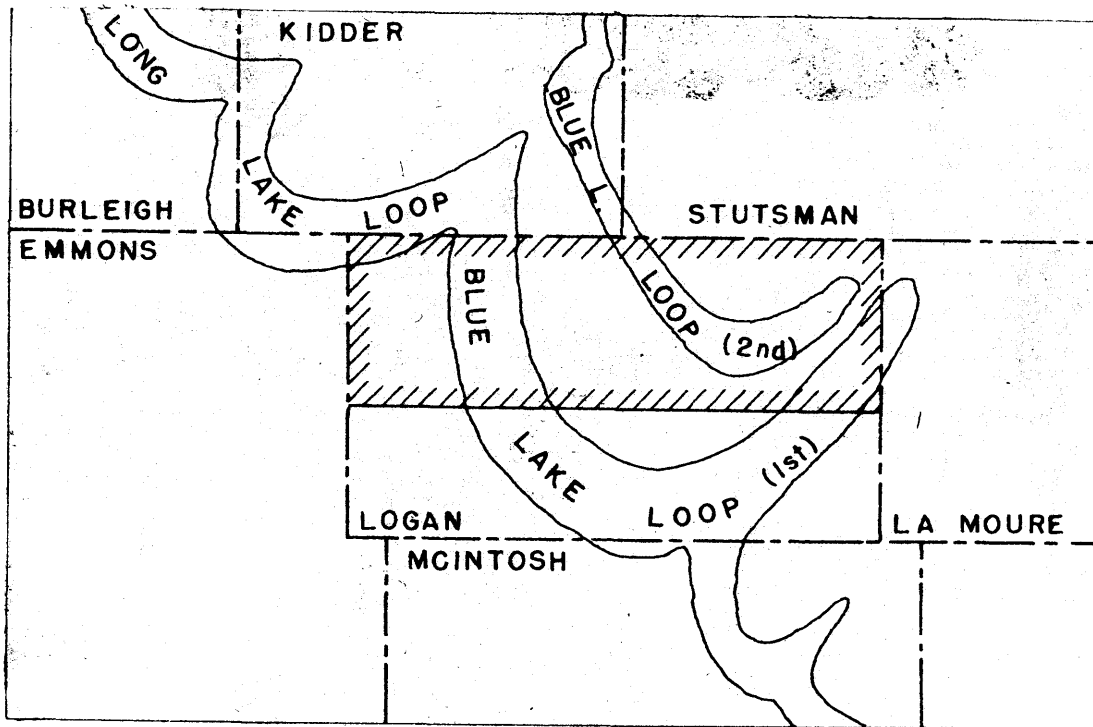 KIDDER
LONG
LAKE
LOOP
BLUE L.
LOOP (2nd)
BURLEIGH
EMMONS
STUTSMAN
BLUE
LAKE
LOOP (1st)
LOGAN
MCINTOSH
LA MOURE